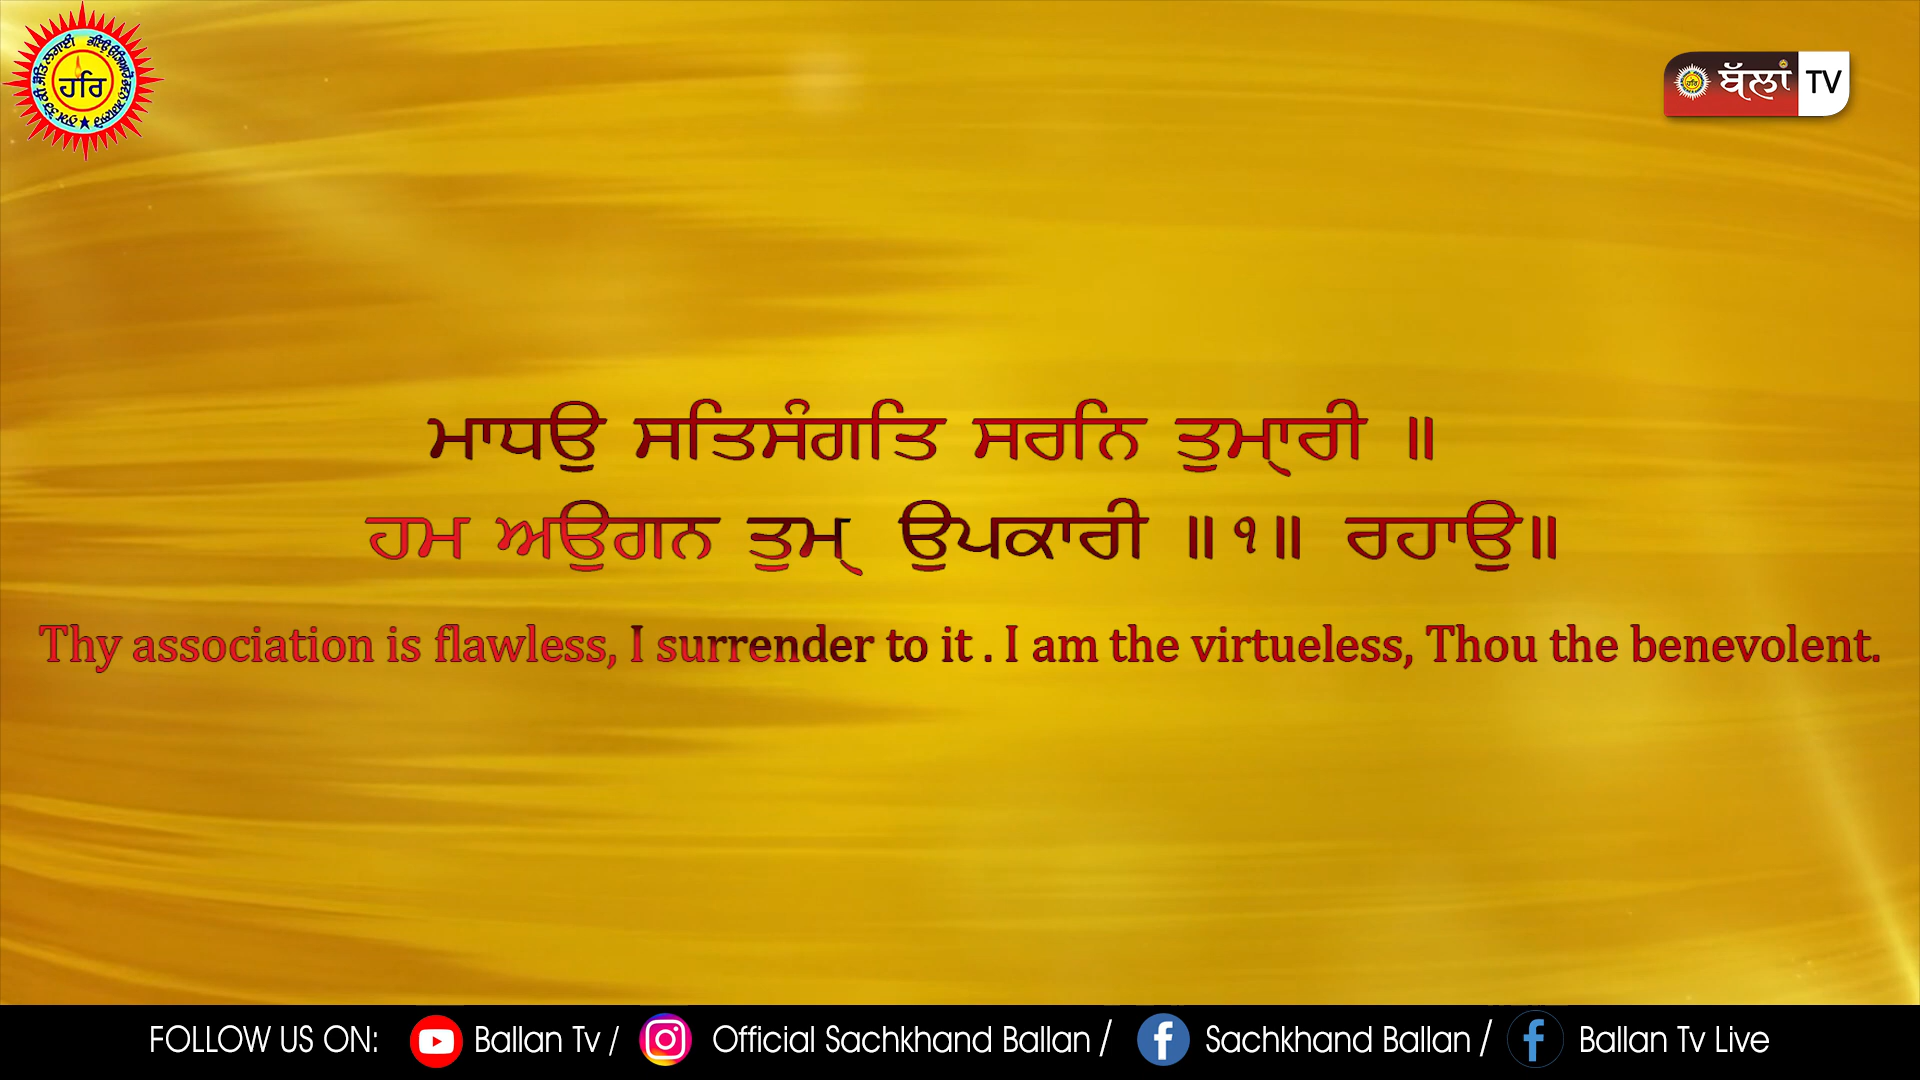 ਹਰਿ
ਬੱਲਾਂ TV
ਮਾਧਉ ਸਤਿਸੰਗਤਿ ਸਰਨਿ ਤੁਮ੍ਾਰੀ ॥
ਹਮ ਅਉਗਨ ਤੁਮ੍ ਉਪਕਾਰੀ ॥੧॥ ਰਹਾਉ॥
Thy association is flawless, I surrender to it . I am the virtueless, Thou the benevolent.
FOLLOW US ON: Ballan Tv / Official Sachkhand Ballan / Sachkhand Ballan / Ballan Tv Live